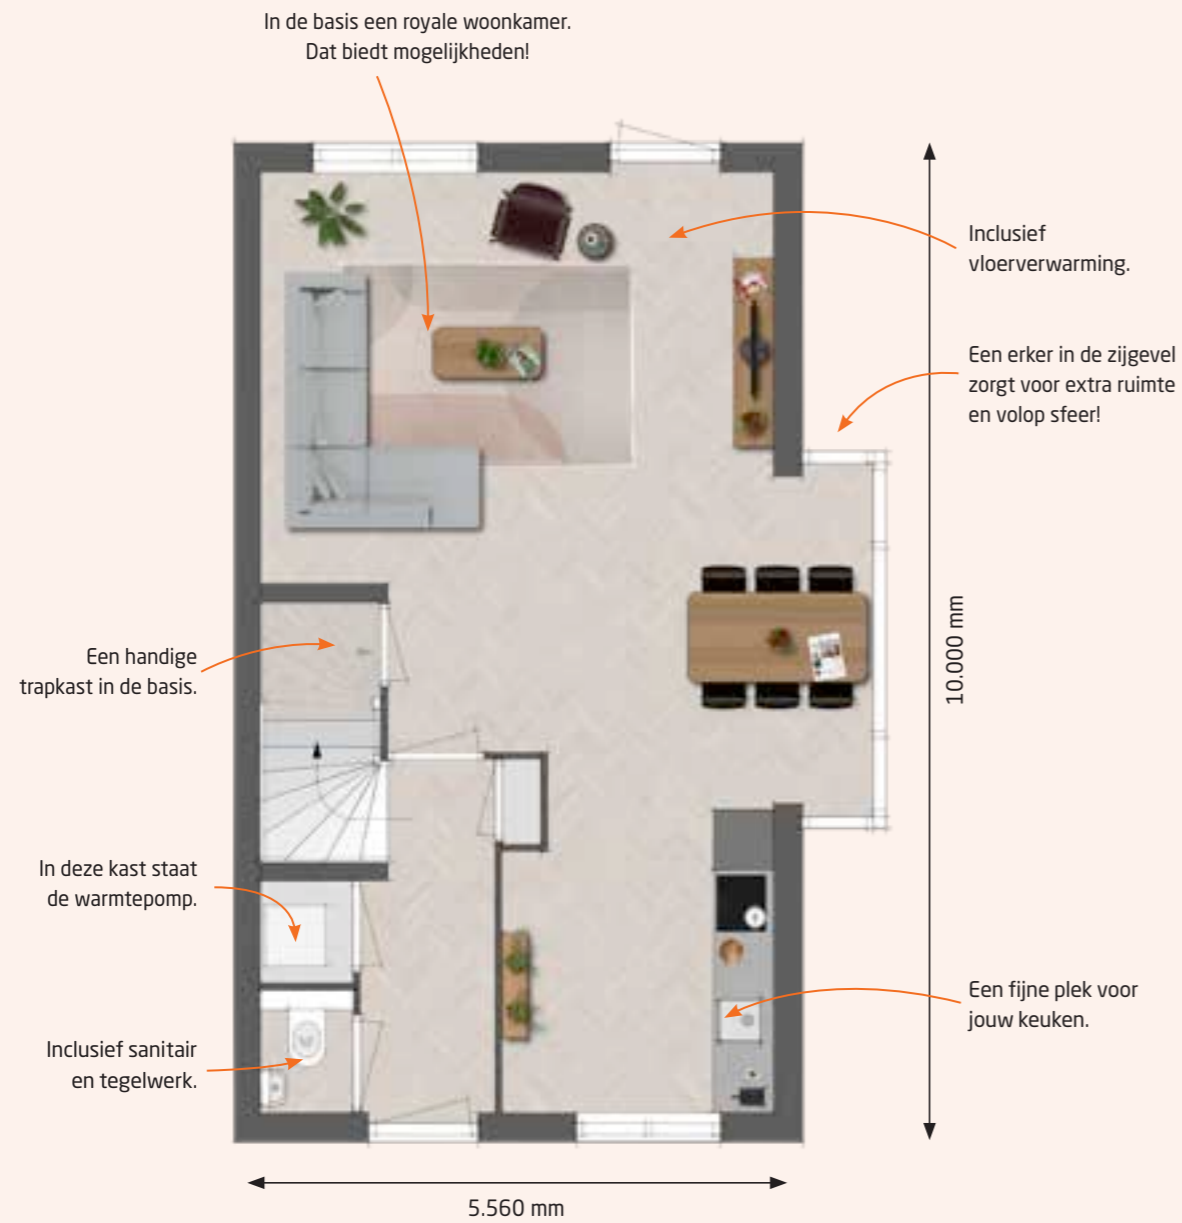 In de basis een royale woonkamer.
Dat biedt mogelijkheden!
Inclusief
vloerverwarming.
Een erker in de zijgevel
zorgt voor extra ruimte
en volop sfeer!
10.000 mm
Een handige
trapkast in de basis.
In deze kast staat
de warmtepomp.
Een fijne plek voor
jouw keuken.
Inclusief sanitair
en tegelwerk.
5.560 mm